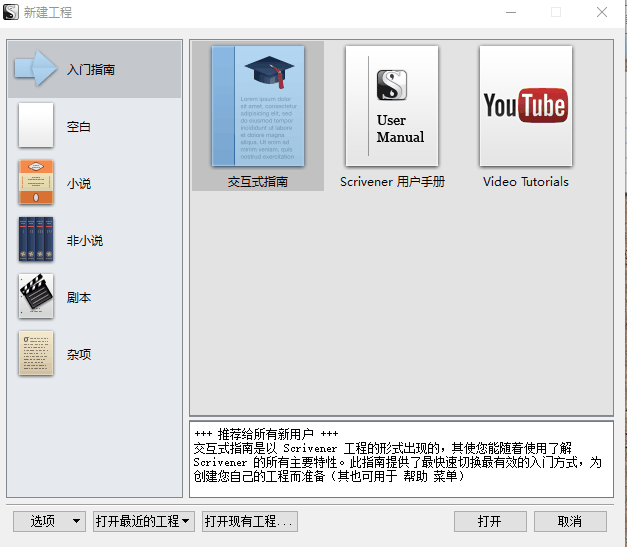 新建工程
入门指南
空白
小说
非小说
剧本
杂项
Lorem ipsum dolor
sit amet, consectetur
adipisicing elit, sed
do eiusmod tempor
incididunt ut labore
et dolore magna
aliqua. Ut enim ad
minim veniam, quis
nostrud exercitation
交互式指南
User
Manual
Scrivener 用户手册
YouTube
Video Tutorials
+++ 推荐给所有新用户 +++
交互式指南是以 Scrivener 工程的形式出现的，其使您能随着使用了解
Scrivener 的所有主要特性。此指南提供了最快速切换最有效的入门方式，为
创建您自己的工程而准备（其也可用于 帮助 菜单）
选项
打开最近的工程
打开现有工程...
打开
取消